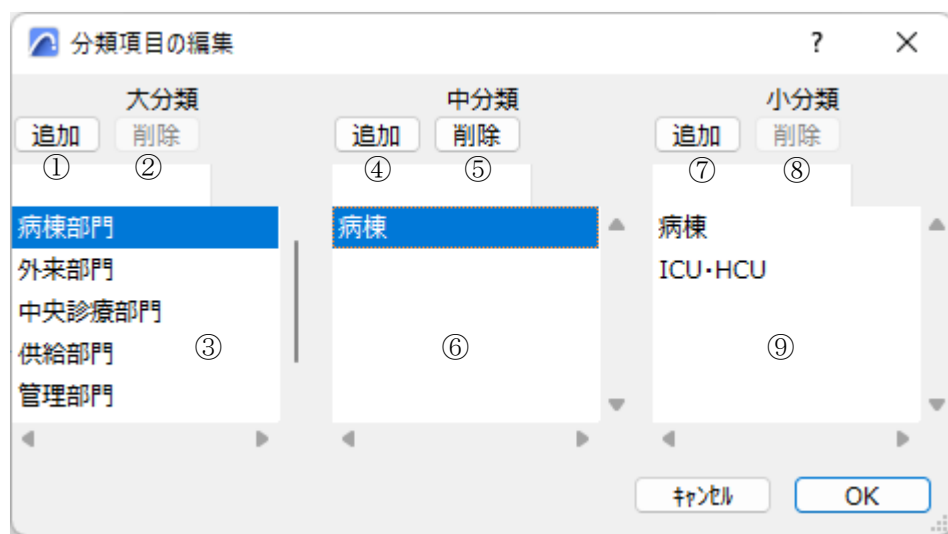 分類項目の編集 ? ×
大分類 中分類 小分類
追加 削除 追加 削除 追加 削除
① ② ④ ⑤ ⑦ ⑧
病棟部門 病棟 病棟
外来部門 ICU・HCU
中央診療部門
供給部門 ③ ⑥ ⑨
管理部門
ｷｬﾝｾﾙ OK